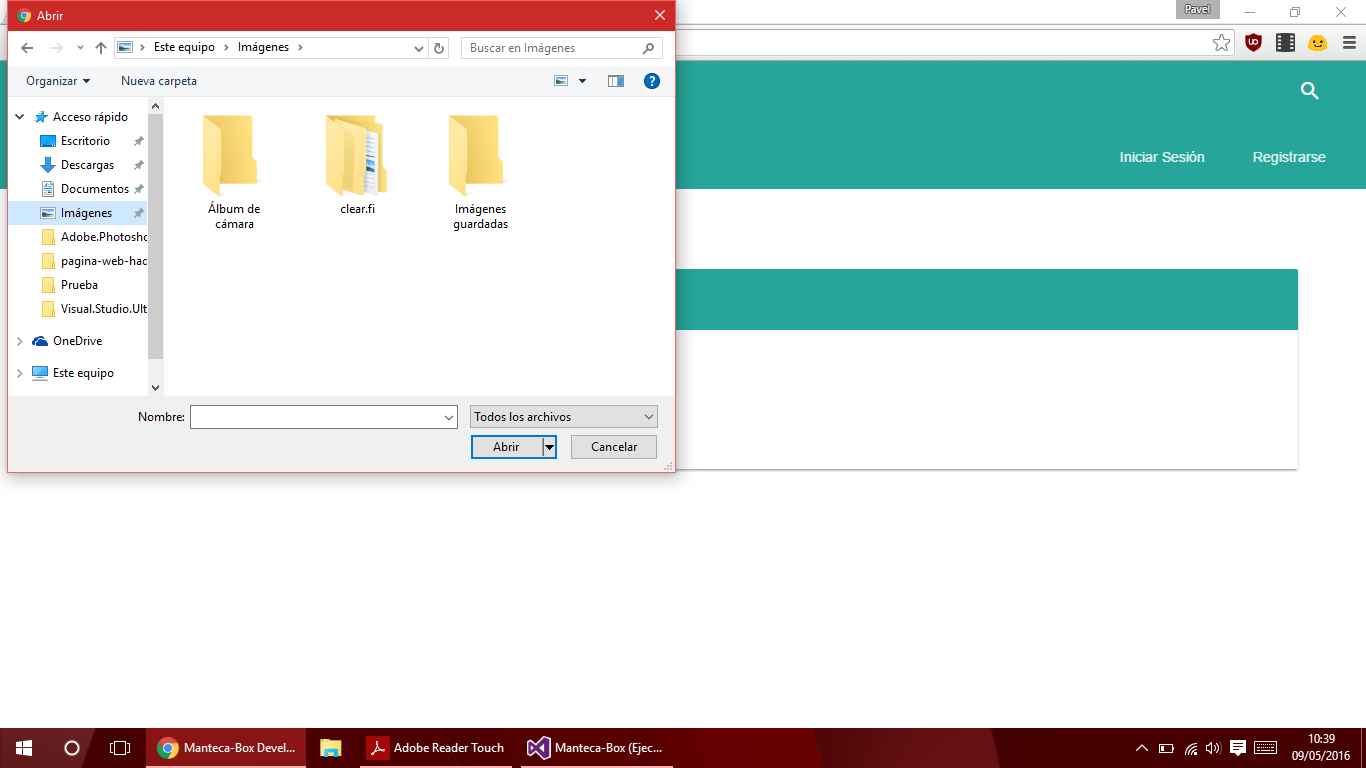 Abrir
Pavel
Este equipo
Imágenes
Buscar en Imágenes
Organizar
Nueva carpeta
Acceso rápido
Escritorio
Descargas
Documentos
Imágenes
Adobe.Photosho
pagina-web-had
Prueba
Visual.Studio.Ult
OneDrive
Este equipo
Álbum de
cámara
clear.fi
Imágenes
guardadas
Nombre:
Todos los archivos
Abrir
Cancelar
Iniciar Sesión
Registrarse
Manteca-Box Devel...
Adobe Reader Touch
Manteca-Box (Ejec...
10:39
09/05/2016